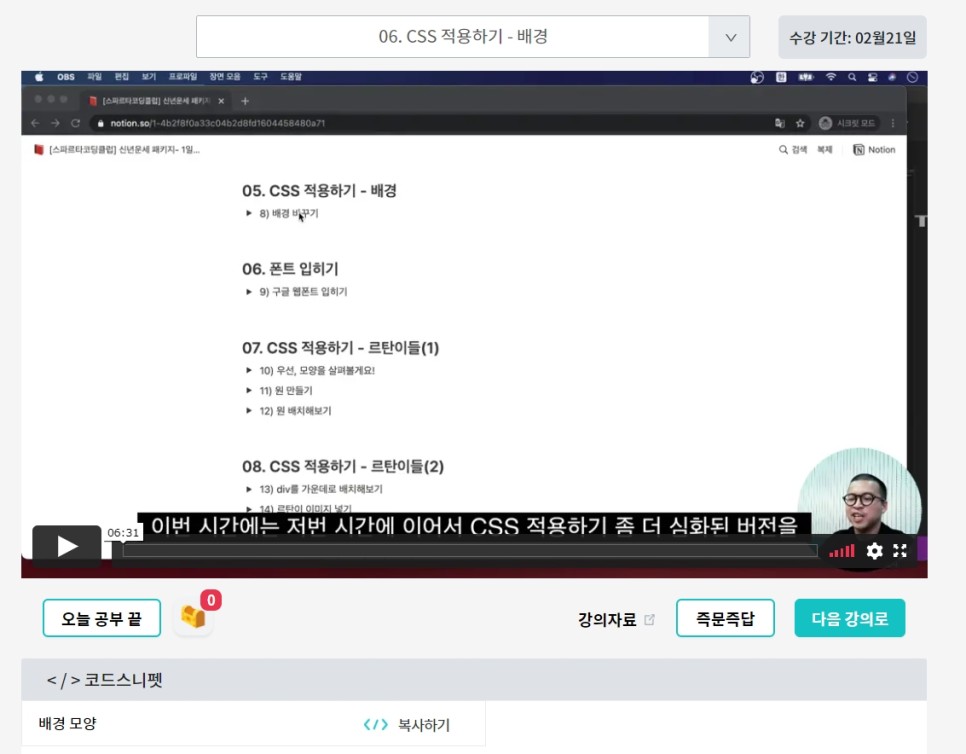 06. CSS 적용하기 - 배경
수강 기간: 02월21일
OBS 파일 편집 보기 프로파일 장면 모음 도구 도움말
[스파르타코딩클럽] 신년운세 패키지
notion.so/1-4b2f8f0a33c04b2d8fd1604458480a71
시크릿 모드
[스파르타코딩클럽] 신년운세 패키지- 1일...
검색 복제 Notion
05. CSS 적용하기 - 배경
8) 배경 바꾸기
06. 폰트 입히기
9) 구글 웹폰트 입히기
07. CSS 적용하기 - 르탄이들(1)
10) 우선, 모양을 살펴볼게요!
11) 원 만들기
12) 원 배치해보기
08. CSS 적용하기 - 르탄이들(2)
13) div를 가운데로 배치해보기
14) 르탄이 이미지 넣기
이번 시간에는 저번 시간에 이어서 CSS 적용하기 좀 더 심화된 버전을
06:31
오늘 공부 끝
0
강의자료
즉문즉답
다음 강의로
</> 코드스니펫
배경 모양
</> 복사하기